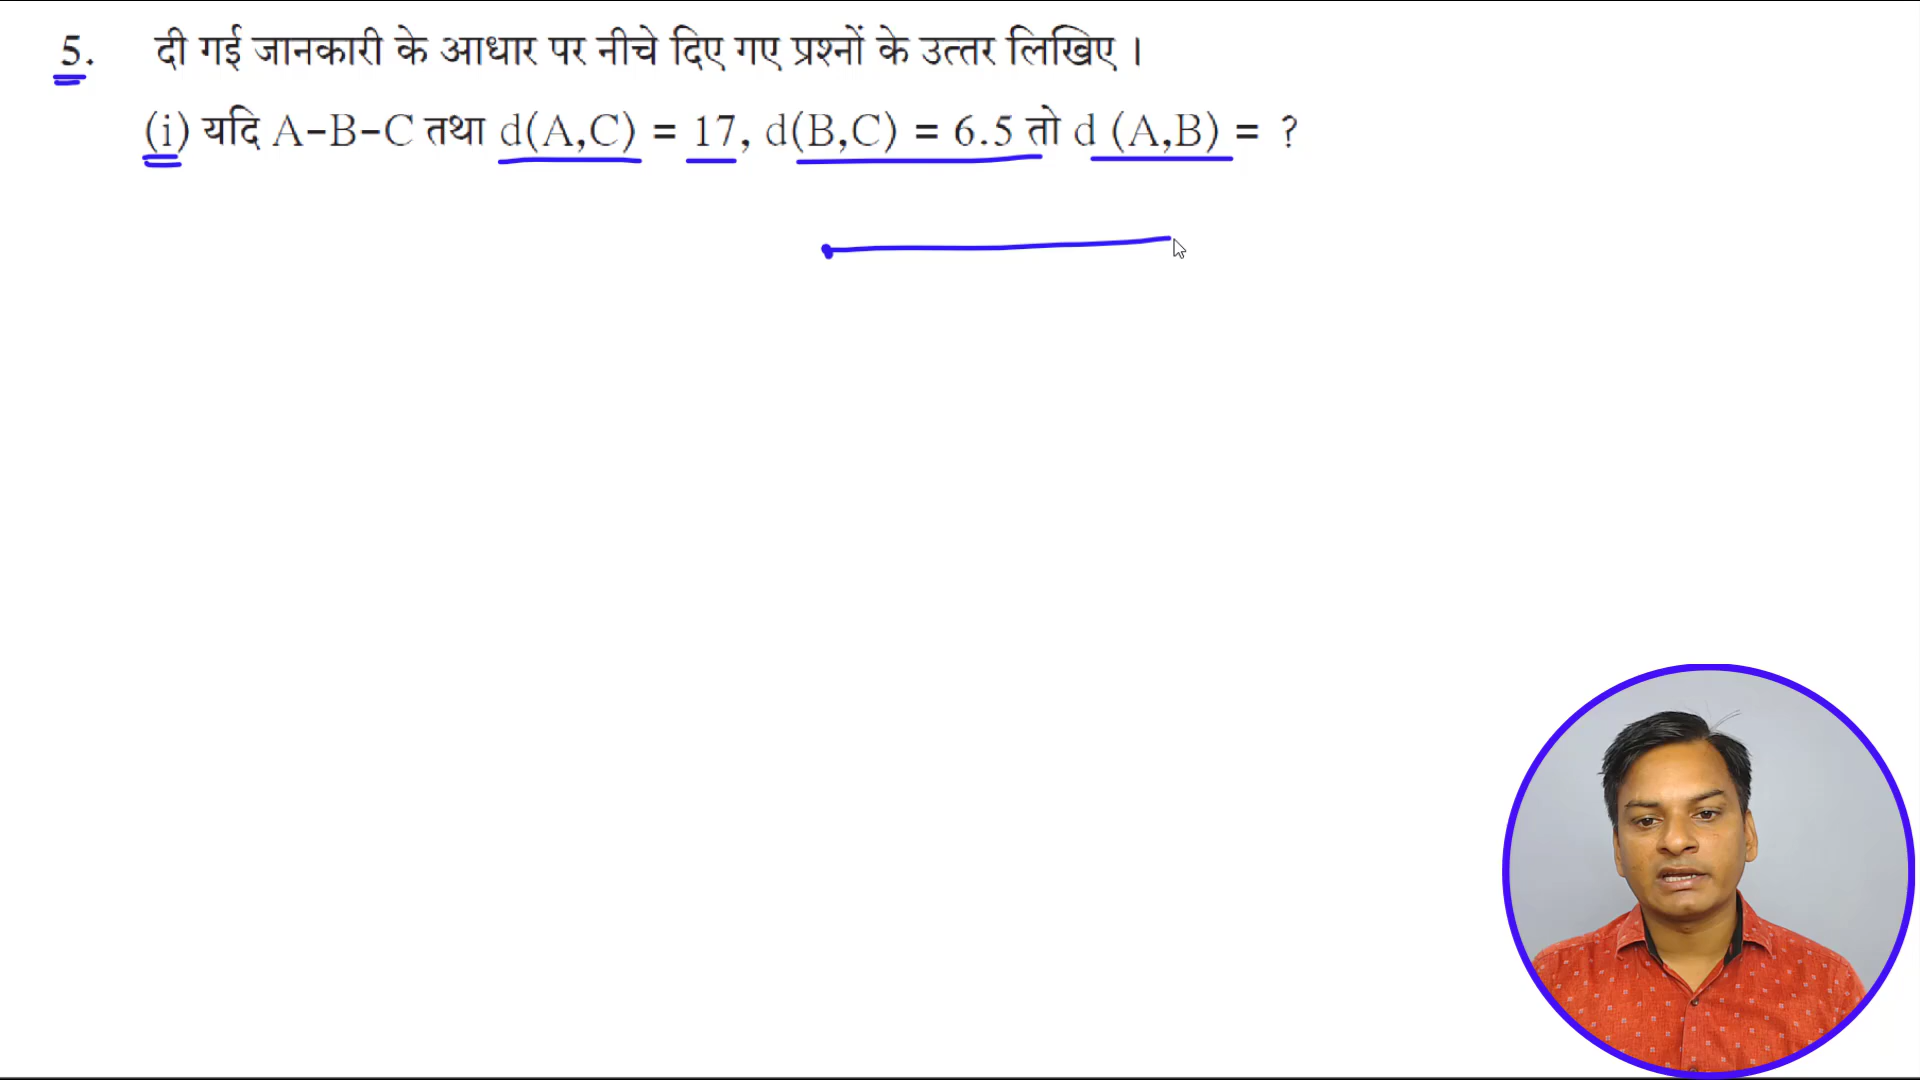 5. दी गई जानकारी के आधार पर नीचे दिए गए प्रश्नों के उत्तर लिखिए ।
(i) यदि A-B-C तथा d(A,C) = 17, d(B,C) = 6.5 तो d (A,B) = ?